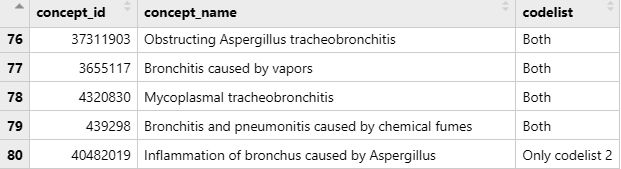 concept_id concept_name codelist
76 37311903 Obstructing Aspergillus tracheobronchitis Both
77 3655117 Bronchitis caused by vapors Both
78 4320830 Mycoplasmal tracheobronchitis Both
79 439298 Bronchitis and pneumonitis caused by chemical fumes Both
80 40482019 Inflammation of bronchus caused by Aspergillus Only codelist 2